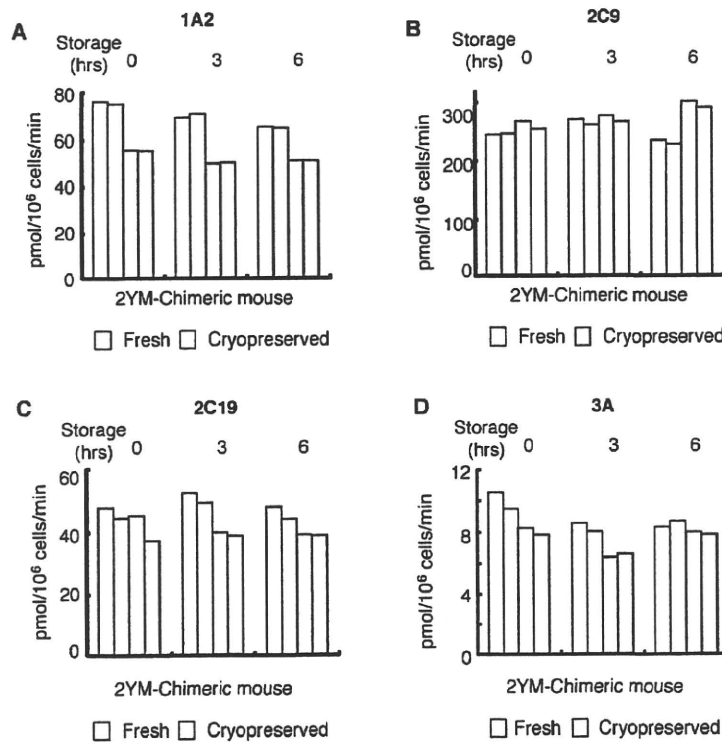 A
1A2
Storage
(hrs) 0 3 6
80
60
40
20
0
pmol/10⁶ cells/min
2YM-Chimeric mouse
Fresh Cryopreserved
B
2C9
Storage
(hrs) 0 3 6
300
200
100
0
pmol/10⁶ cells/min
2YM-Chimeric mouse
Fresh Cryopreserved
C
2C19
Storage
(hrs) 0 3 6
60
40
20
0
pmol/10⁶ cells/min
2YM-Chimeric mouse
Fresh Cryopreserved
D
3A
Storage
(hrs) 0 3 6
12
8
4
0
pmol/10⁶ cells/min
2YM-Chimeric mouse
Fresh Cryopreserved